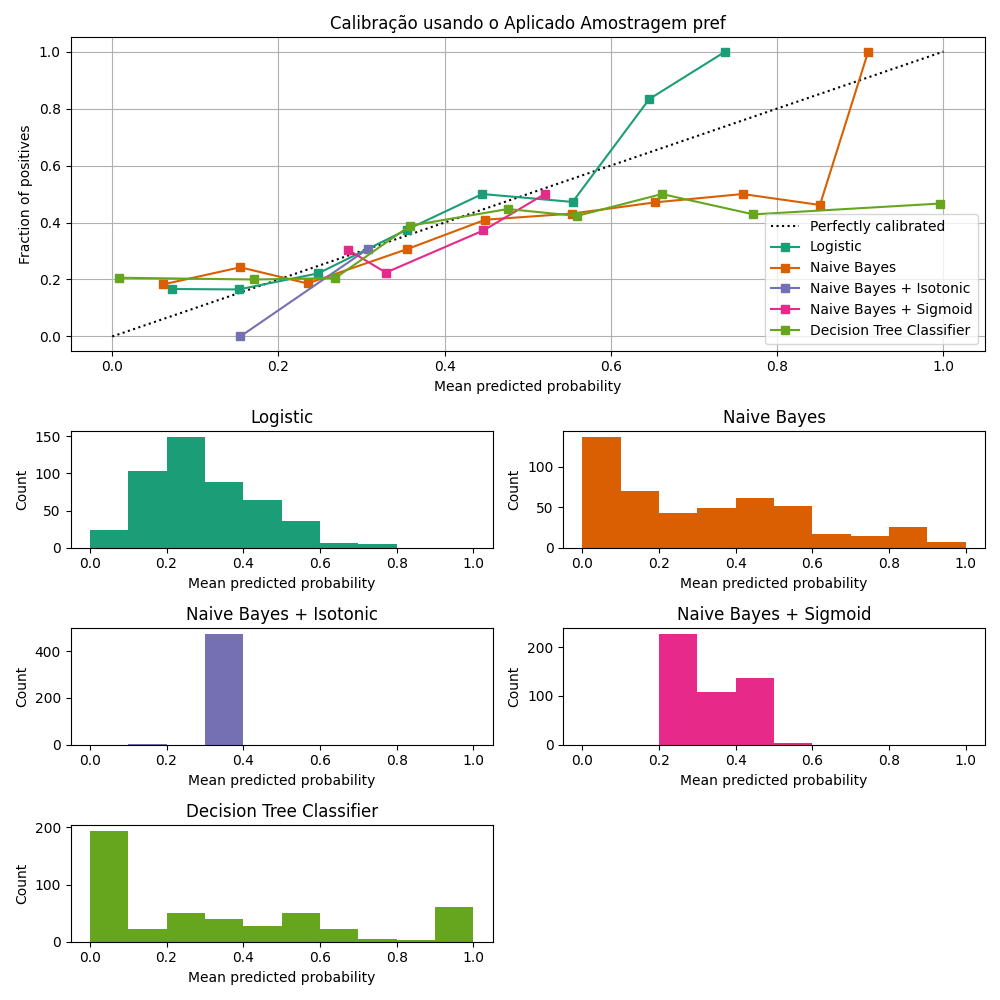 Calibração usando o Aplicado Amostragem pref
Fraction of positives
1.0
0.8
0.6
0.4
0.2
0.0
Perfectly calibrated
Logistic
Naive Bayes
Naive Bayes + Isotonic
Naive Bayes + Sigmoid
Decision Tree Classifier
0.0 0.2 0.4 0.6 0.8 1.0
Mean predicted probability
Logistic
Count
150
100
50
0
0.0 0.2 0.4 0.6 0.8 1.0
Mean predicted probability
Naive Bayes
Count
100
50
0
0.0 0.2 0.4 0.6 0.8 1.0
Mean predicted probability
Naive Bayes + Isotonic
Count
400
200
0
0.0 0.2 0.4 0.6 0.8 1.0
Mean predicted probability
Naive Bayes + Sigmoid
Count
200
100
0
0.0 0.2 0.4 0.6 0.8 1.0
Mean predicted probability
Decision Tree Classifier
Count
200
100
0
0.0 0.2 0.4 0.6 0.8 1.0
Mean predicted probability